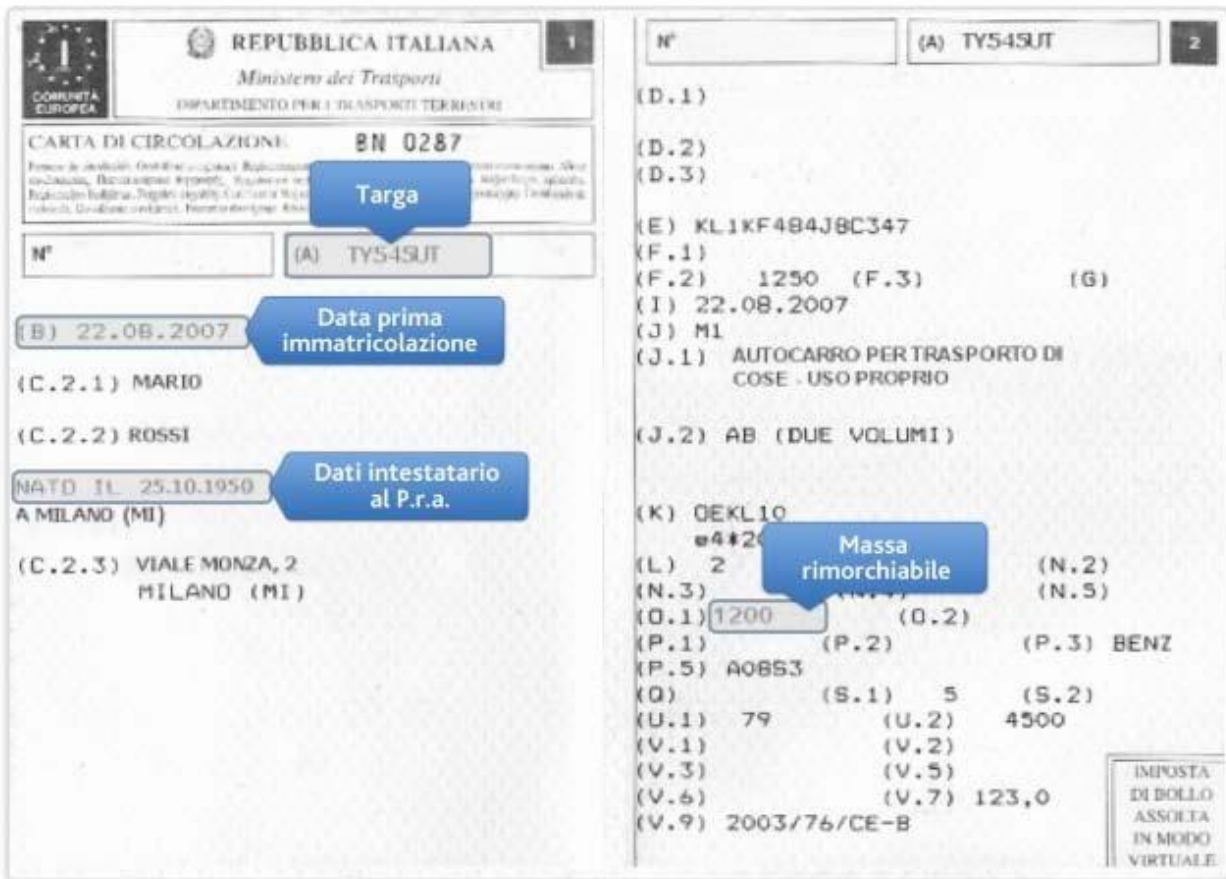 COMUNITÀ
EUROPEA
REPUBBLICA ITALIANA
1
Ministero dei Trasporti
DIPARTIMENTO PER I TRASPORTI TERRESTRI
CARTA DI CIRCOLAZIONE BN 0287
Targa
N° (A) TY545UT
(B) 22.08.2007
Data prima
immatricolazione
(C.2.1) MARIO
(C.2.2) ROSSI
NATO IL 25.10.1950
Dati intestatario
al P.r.a.
A MILANO (MI)
(C.2.3) VIALE MONZA, 2
MILANO (MI)
N° (A) TY545UT 2
(D.1)
(D.2)
(D.3)
(E) KL1KF484J8C347
(F.1)
(F.2) 1250 (F.3) (G)
(I) 22.08.2007
(J) M1
(J.1) AUTOCARRO PER TRASPORTO DI
COSE - USO PROPRIO
(J.2) AB (DUE VOLUMI)
(K) OEKL10
e4*2
Massa
rimorchiabile
(L) 2 (N.2)
(N.3) (N.5)
(O.1) 1200 (O.2)
(P.1) (P.2) (P.3) BENZ
(P.5) A08S3
(Q) (S.1) 5 (S.2)
(U.1) 79 (U.2) 4500
(V.1) (V.2)
(V.3) (V.5)
(V.6) (V.7) 123,0
(V.9) 2003/76/CE-B
IMPOSTA
DI BOLLO
ASSOLTA
IN MODO
VIRTUALE